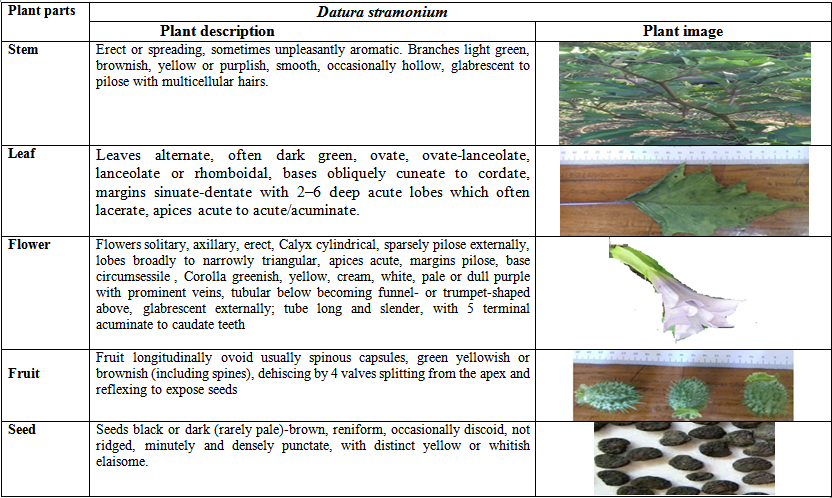 Plant parts
Datura stramonium
Plant description
Plant image
Stem
Erect or spreading, sometimes unpleasantly aromatic. Branches light green,
brownish, yellow or purplish, smooth, occasionally hollow, glabrescent to
pilose with multicellular hairs.
Leaf
Leaves alternate, often dark green, ovate, ovate-lanceolate,
lanceolate or rhomboidal, bases obliquely cuneate to cordate,
margins sinuate-dentate with 2–6 deep acute lobes which often
lacerate, apices acute to acute/acuminate.
Flower
Flowers solitary, axillary, erect, Calyx cylindrical, sparsely pilose externally,
lobes broadly to narrowly triangular, apices acute, margins pilose, base
circumsessile , Corolla greenish, yellow, cream, white, pale or dull purple
with prominent veins, tubular below becoming funnel- or trumpet-shaped
above, glabrescent externally; tube long and slender, with 5 terminal
acuminate to caudate teeth
Fruit
Fruit longitudinally ovoid usually spinous capsules, green yellowish or
brownish (including spines), dehiscing by 4 valves splitting from the apex and
reflexing to expose seeds
Seed
Seeds black or dark (rarely pale)-brown, reniform, occasionally discoid, not
ridged, minutely and densely punctate, with distinct yellow or whitish
elaisome.